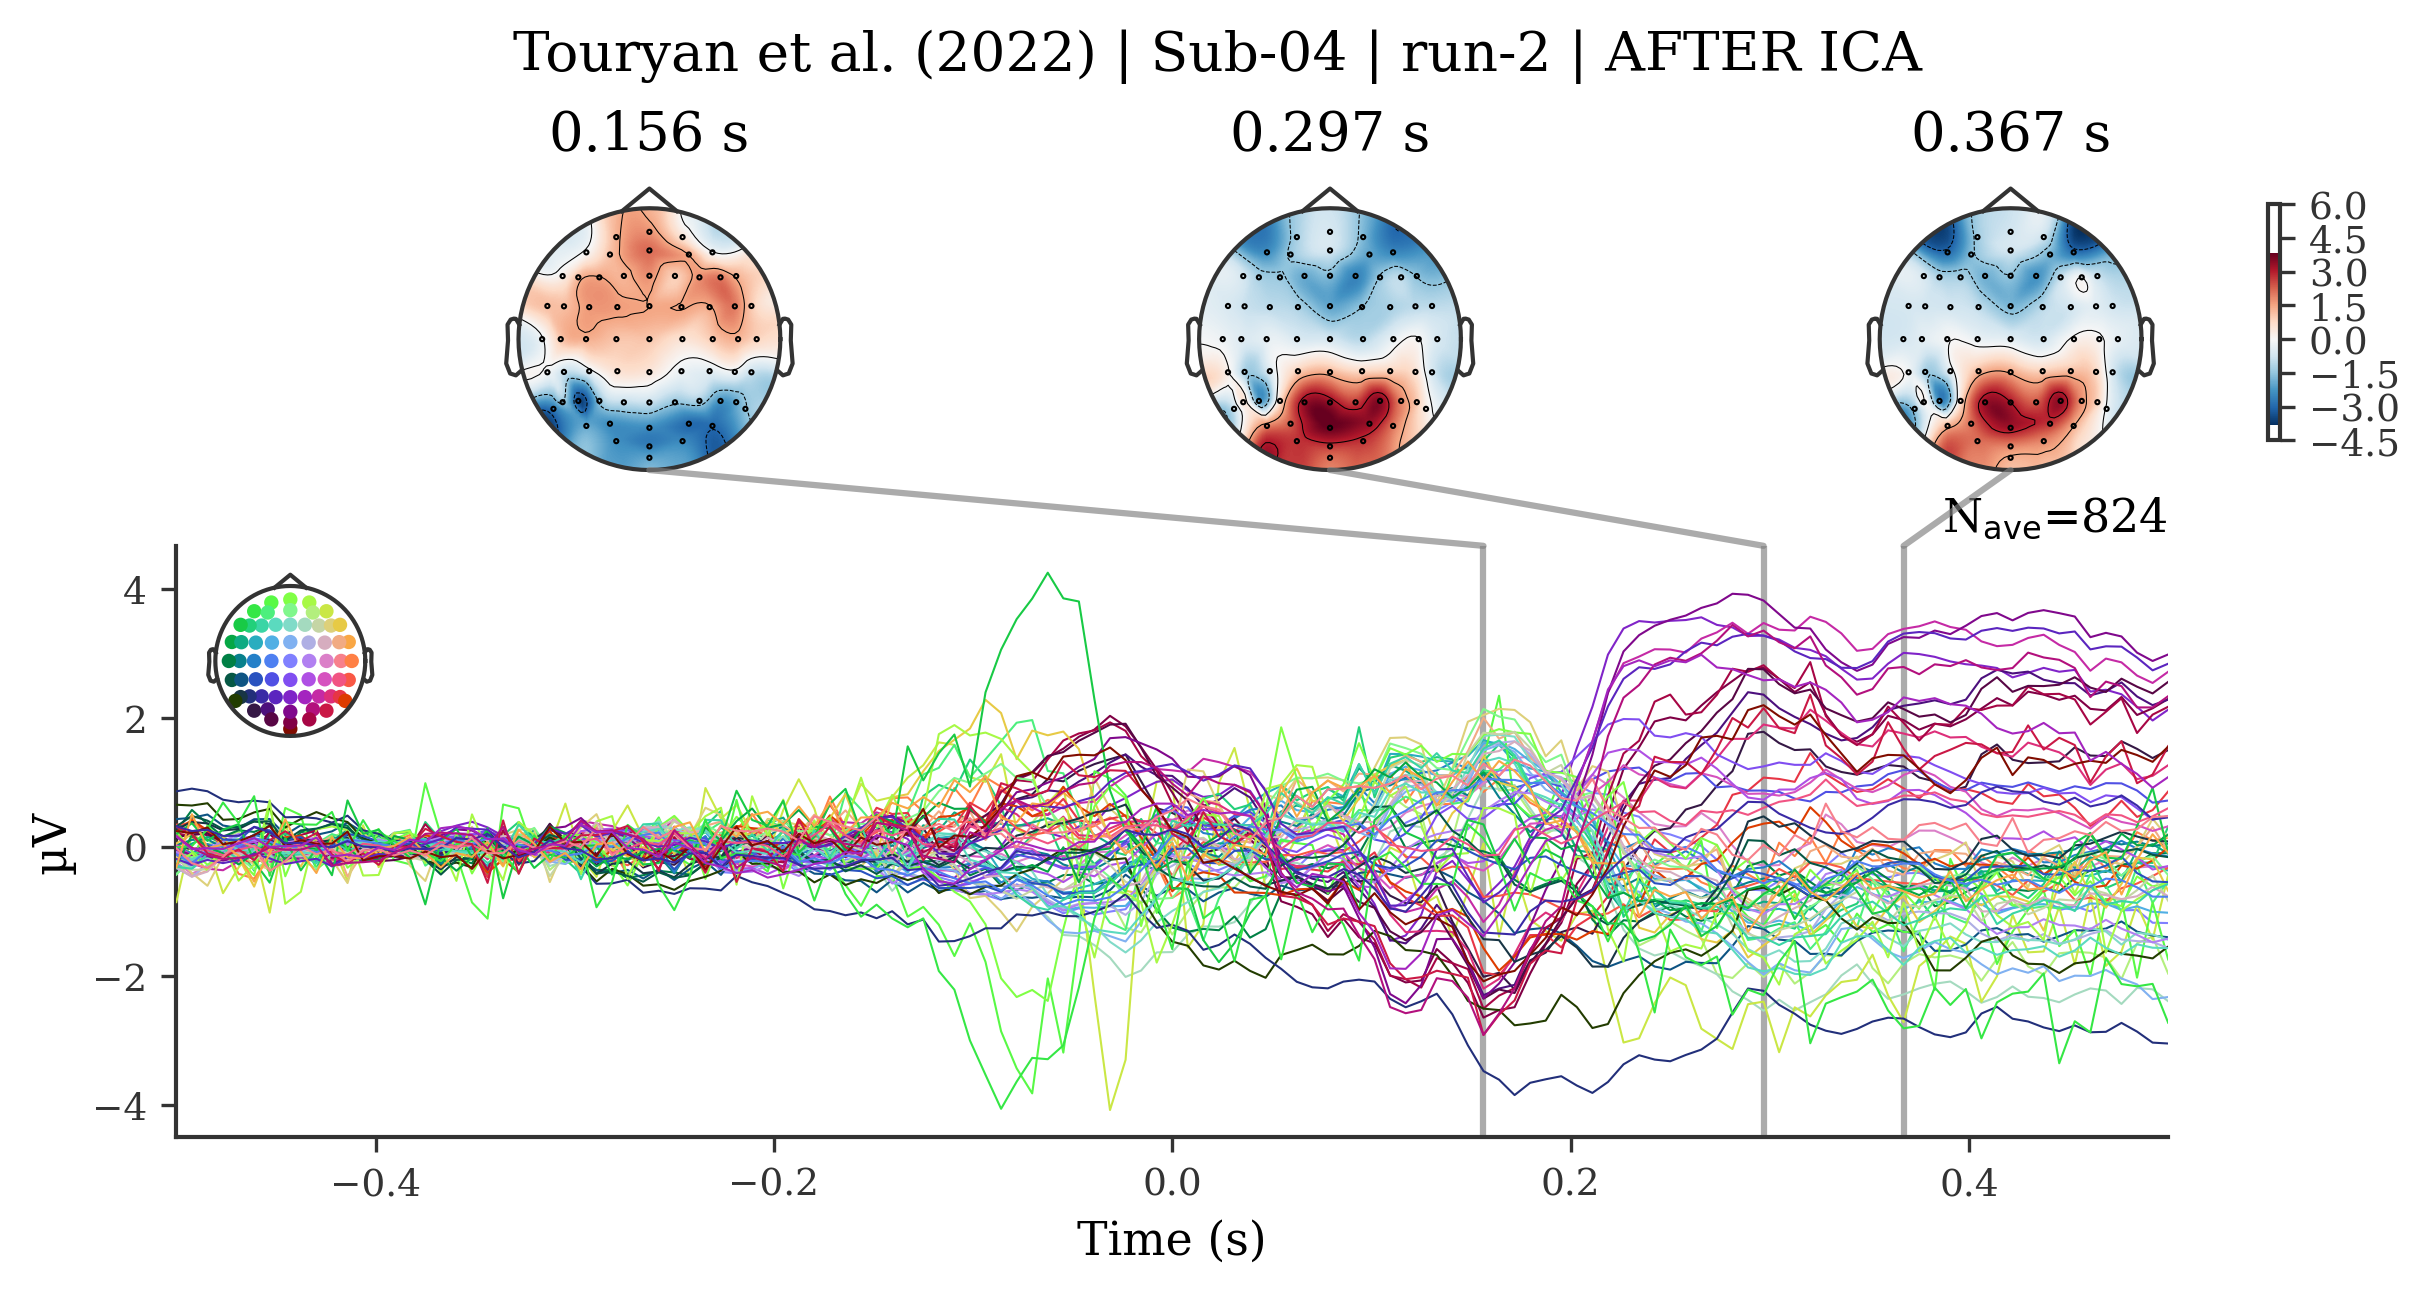 Touryan et al. (2022) | Sub-04 | run-2 | AFTER ICA
0.156 s
0.297 s
0.367 s
6.0
4.5
3.0
1.5
0.0
−1.5
−3.0
−4.5
Nave=824
4
2
0
−2
−4
µV
−0.4
−0.2
0.0
0.2
0.4
Time (s)